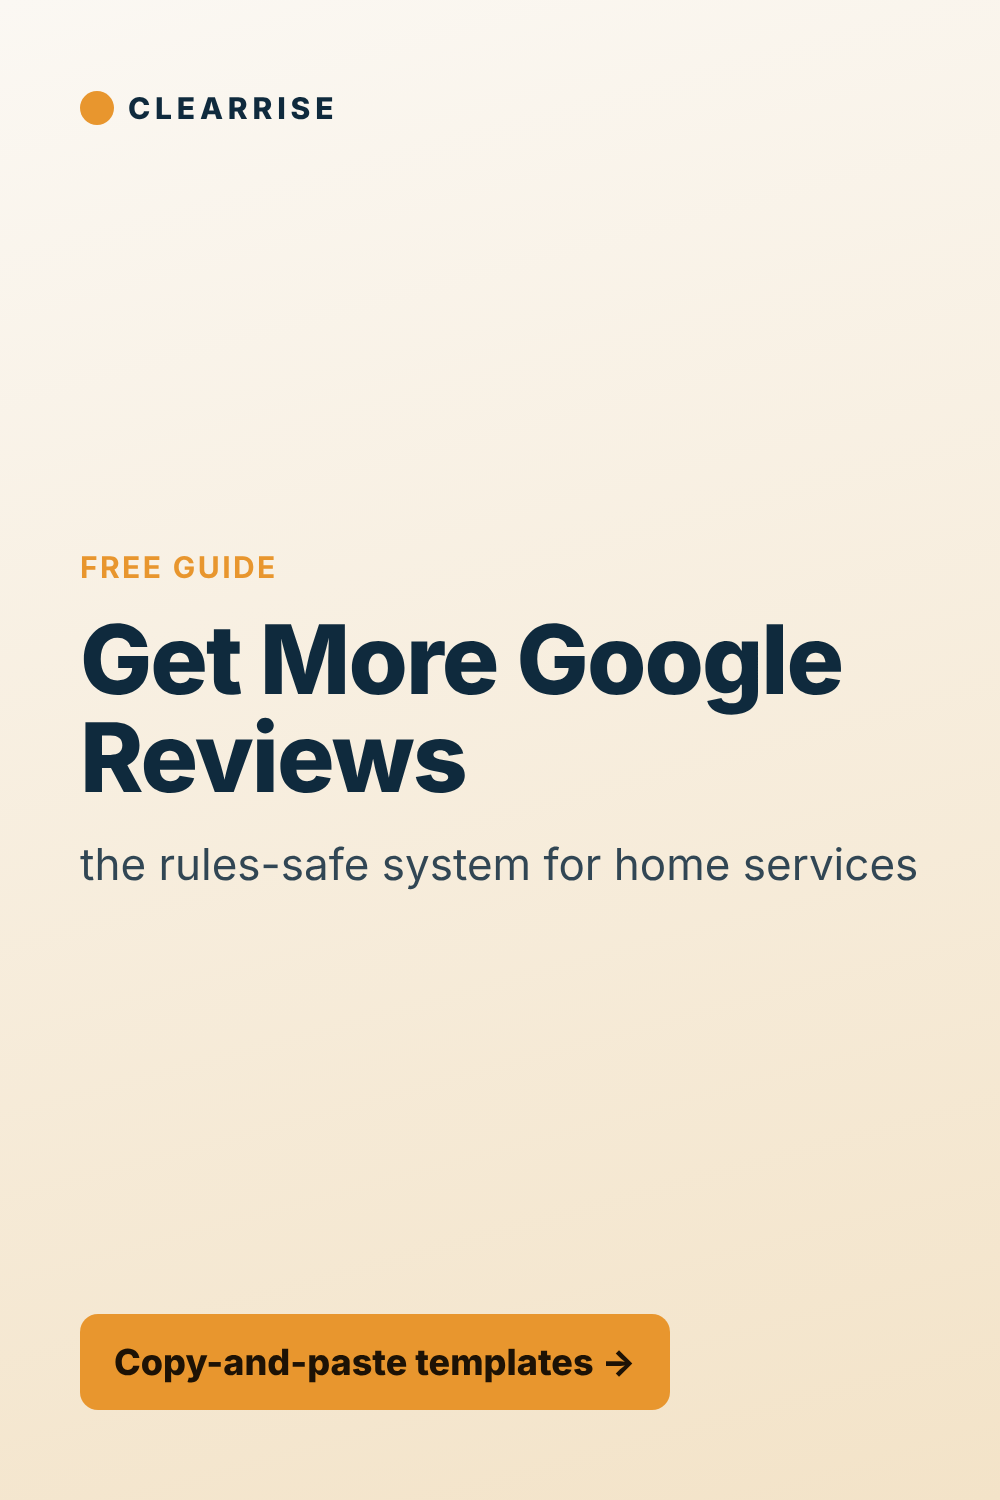 CLEARRISE
FREE GUIDE
Get More Google
Reviews
the rules-safe system for home services
Copy-and-paste templates →